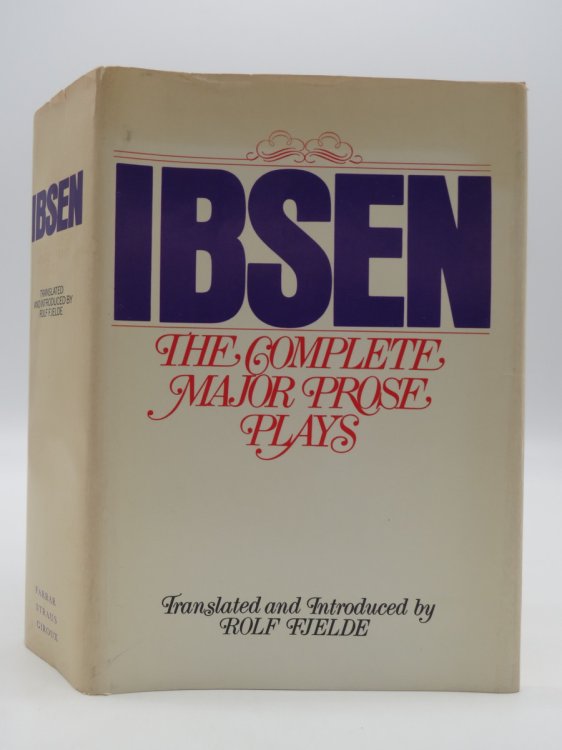 IBSEN
TRANSLATED
AND INTRODUCED BY
ROLF FJELDE
FARRAR
STRAUS
GIROUX
IBSEN
THE COMPLETE
MAJOR PROSE
PLAYS
Translated and Introduced by
ROLF FJELDE